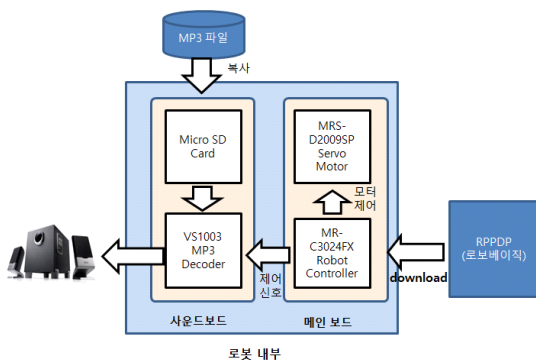 MP3 파일
복사
Micro SD
Card
MRS-
D2009SP
Servo
Motor
모터
제어
VS1003
MP3
Decoder
제어
신호
MR-
C3024FX
Robot
Controller
download
RPPDP
(로보베이직)
사운드보드
메인 보드
로봇 내부